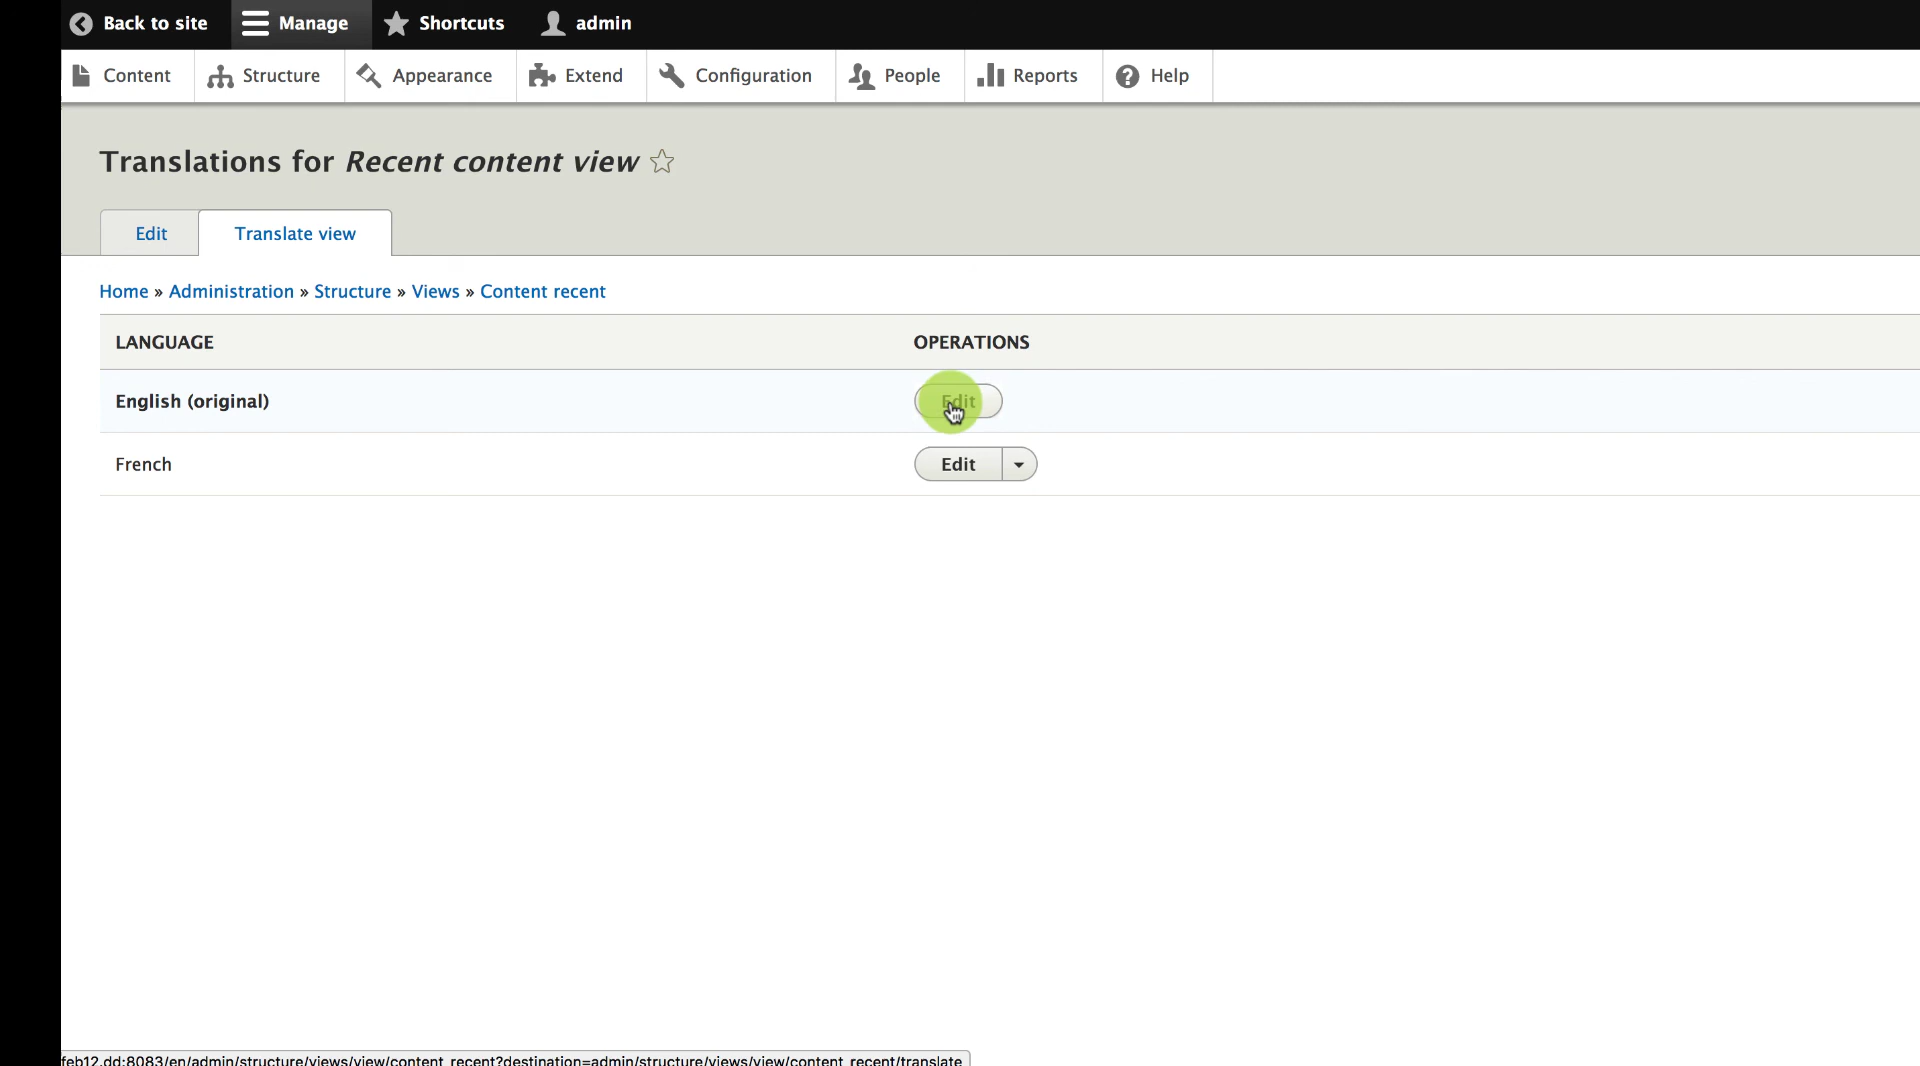 Back to site Manage Shortcuts admin
Content Structure Appearance Extend Configuration People Reports Help
Translations for Recent content view
Edit Translate view
Home » Administration » Structure » Views » Content recent
LANGUAGE OPERATIONS
English (original) Edit
French Edit
feb12.dd:8083/en/admin/structure/views/view/content_recent?destination=admin/structure/views/view/content_recent/translate